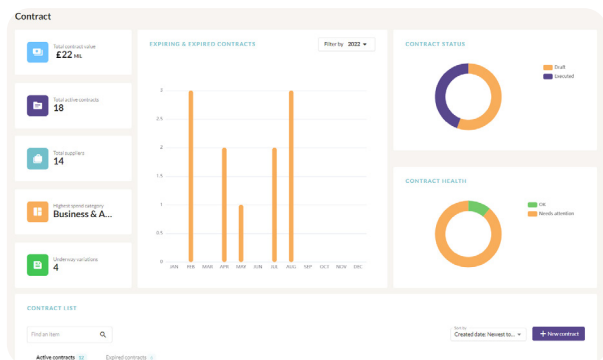 Contract
Total contract value
£22 MIL
Total active contracts
18
Total suppliers
14
Highest spend category
Business & A...
Underway variations
4
EXPIRING & EXPIRED CONTRACTS
Filter by 2022
3
2.5
2
1.5
1
0.5
0
JAN FEB MAR APR MAY JUN JUL AUG SEP OCT NOV DEC
CONTRACT STATUS
Draft
Executed
CONTRACT HEALTH
OK
Needs attention
CONTRACT LIST
Find an item
Sort by
Created date: Newest to...
+ New contract
Active contracts
Expired contracts